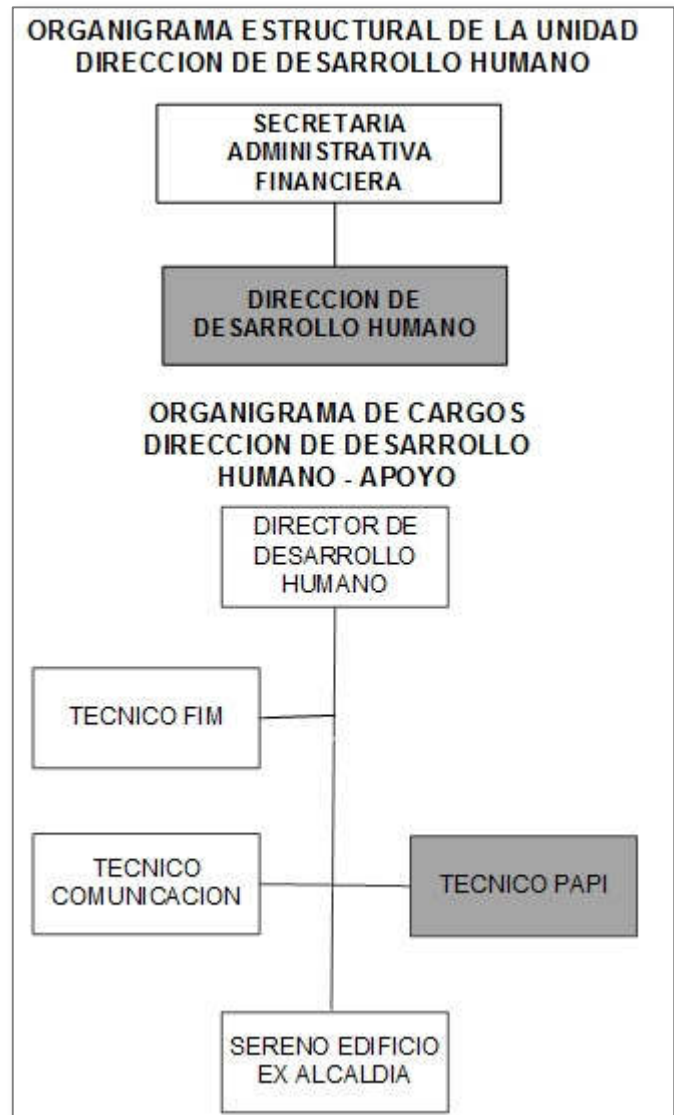 ORGANIGRAMA ESTRUCTURAL DE LA UNIDAD
DIRECCION DE DESARROLLO HUMANO
SECRETARIA
ADMINISTRATIVA
FINANCIERA
DIRECCION DE
DESARROLLO HUMANO
ORGANIGRAMA DE CARGOS
DIRECCION DE DESARROLLO
HUMANO - APOYO
DIRECTOR DE
DESARROLLO
HUMANO
TECNICO FIM
TECNICO
COMUNICACION
TECNICO PAPI
SERENO EDIFICIO
EX ALCALDIA